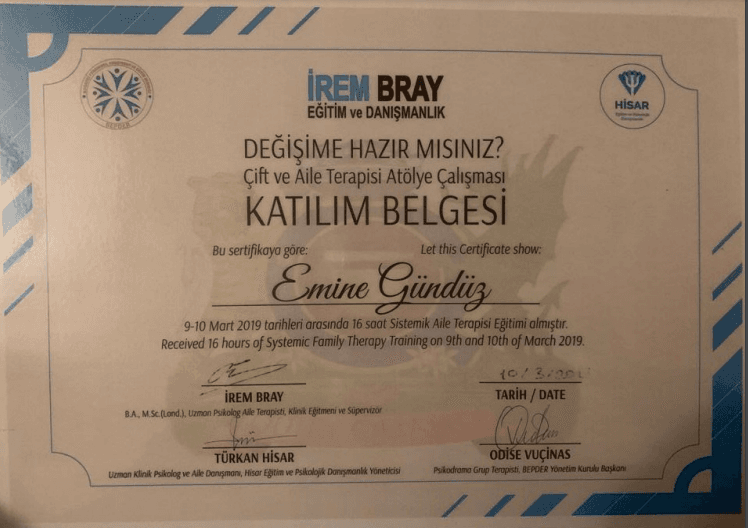 İREM BRAY
EĞİTİM ve DANIŞMANLIK
BEPDER
HİSAR
DEĞİŞİME HAZIR MISINIZ?
Çift ve Aile Terapisi Atölye Çalışması
KATILIM BELGESİ
Bu sertifikaya göre: Let this Certificate show:
Emine Gündüz
9-10 Mart 2019 tarihleri arasında 16 saat Sistemik Aile Terapisi Eğitimi almıştır.
Received 16 hours of Systemic Family Therapy Training on 9th and 10th of March 2019.
İREM BRAY
B.A., M.Sc.(Lond.), Uzman Psikolog Aile Terapisti, Klinik Eğitmeni ve Süpervizör
TARİH / DATE
TÜRKAN HİSAR
Uzman Klinik Psikolog ve Aile Danışmanı, Hisar Eğitim ve Psikolojik Danışmanlık Yöneticisi
ODİSE VUÇİNAS
Psikodrama Grup Terapisti, BEPDER Yönetim Kurulu Başkanı